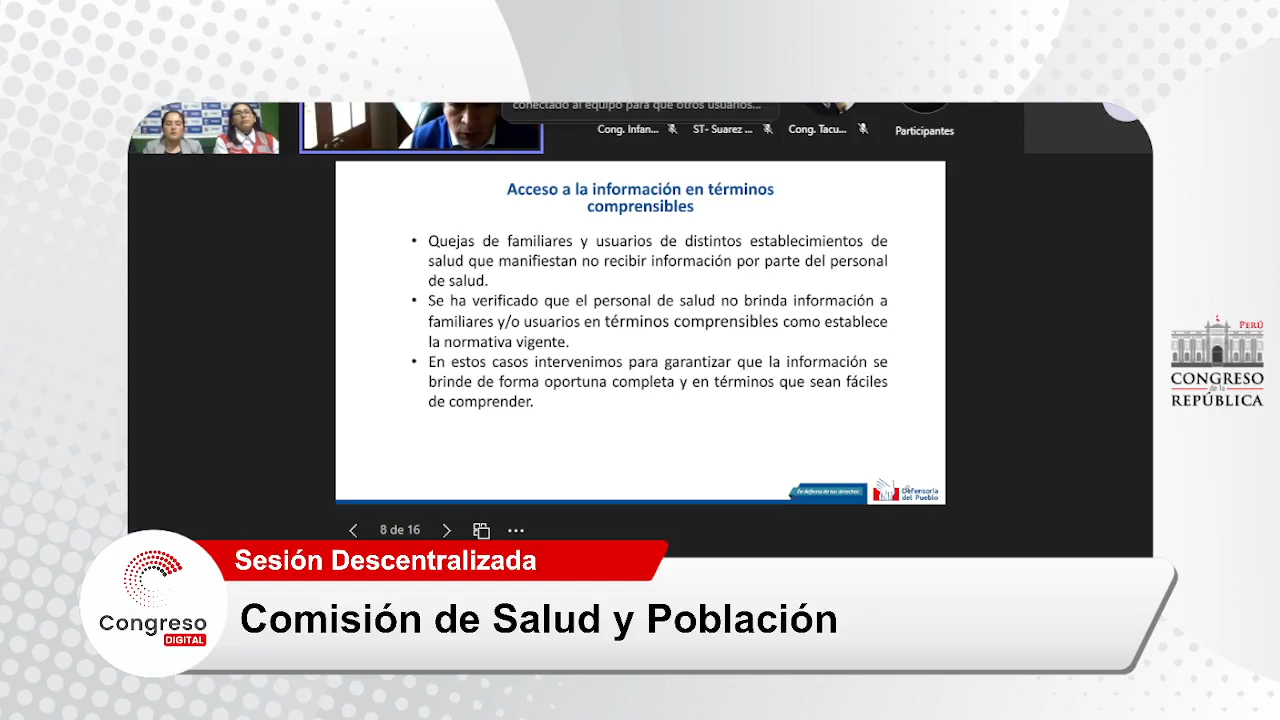 conectado al equipo para que otros usuarios...
Cong. Infan...
ST- Suarez ...
Cong. Tacu...
Participantes
Acceso a la información en términos
comprensibles
• Quejas de familiares y usuarios de distintos establecimientos de
salud que manifiestan no recibir información por parte del personal
de salud.
• Se ha verificado que el personal de salud no brinda información a
familiares y/o usuarios en términos comprensibles como establece
la normativa vigente.
• En estos casos intervenimos para garantizar que la información se
brinde de forma oportuna completa y en términos que sean fáciles
de comprender.
En defensa de tus derechos
Defensoría
del Pueblo
8 de 16
PERÚ
CONGRESO
de la
REPÚBLICA
Sesión Descentralizada
Comisión de Salud y Población
Congreso
DIGITAL